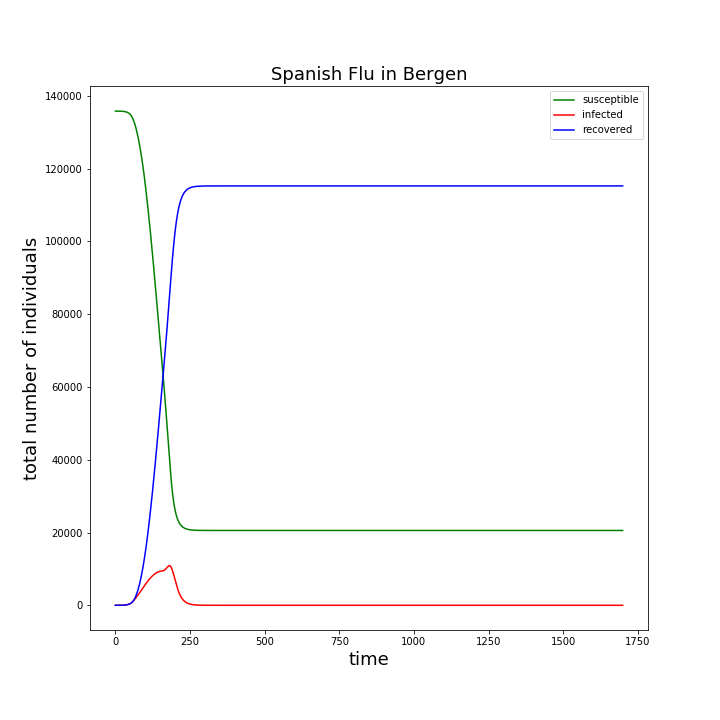 Spanish Flu in Bergen
susceptible
infected
recovered
140000
120000
100000
80000
60000
40000
20000
0
total number of individuals
0 250 500 750 1000 1250 1500 1750
time